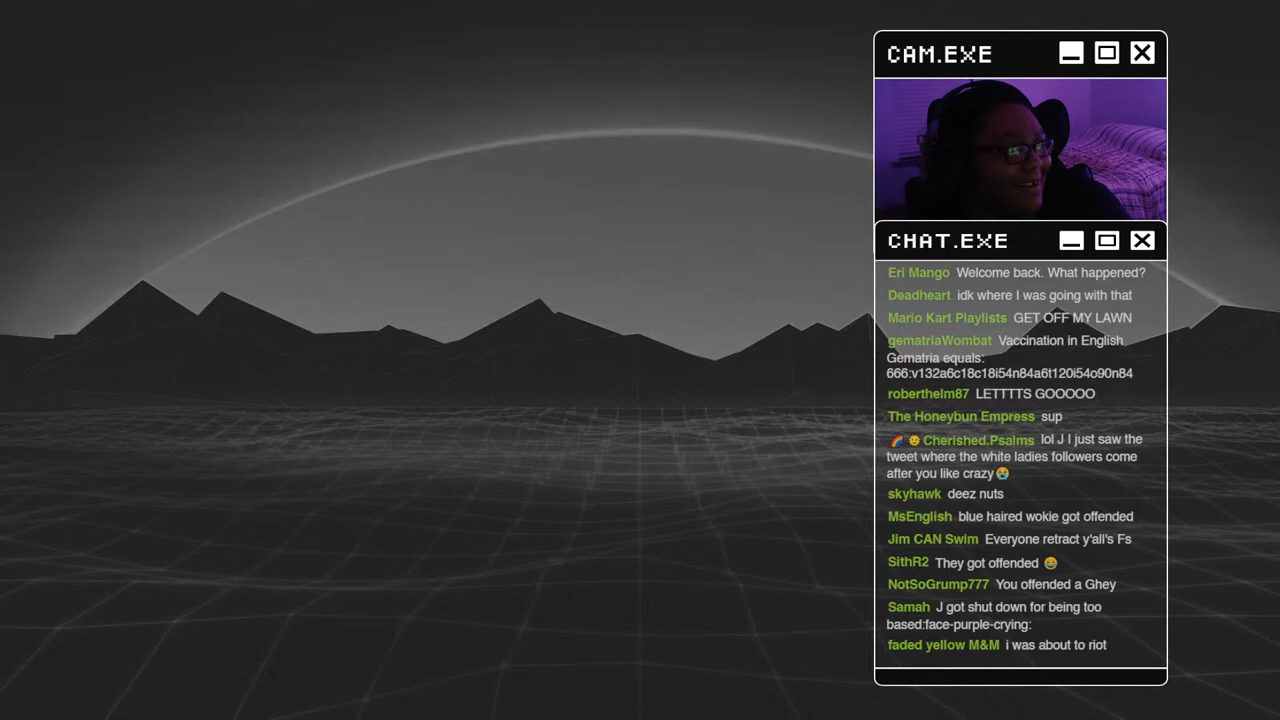 CAM.EXE
CHAT.EXE
Eri Mango Welcome back. What happened?
Deadheart idk where I was going with that
Mario Kart Playlists GET OFF MY LAWN
gematriaWombat Vaccination in English
Gematria equals:
666:v132a6c18c18i54n84a6t120i54o90n84
roberthelm87 LETTTTS GOOOOO
The Honeybun Empress sup
🌈 🌞 Cherished.Psalms lol J I just saw the
tweet where the white ladies followers come
after you like crazy😭
skyhawk deez nuts
MsEnglish blue haired wokie got offended
Jim CAN Swim Everyone retract y'all's Fs
SithR2 They got offended 😂
NotSoGrump777 You offended a Ghey
Samah J got shut down for being too
based:face-purple-crying:
faded yellow M&M i was about to riot